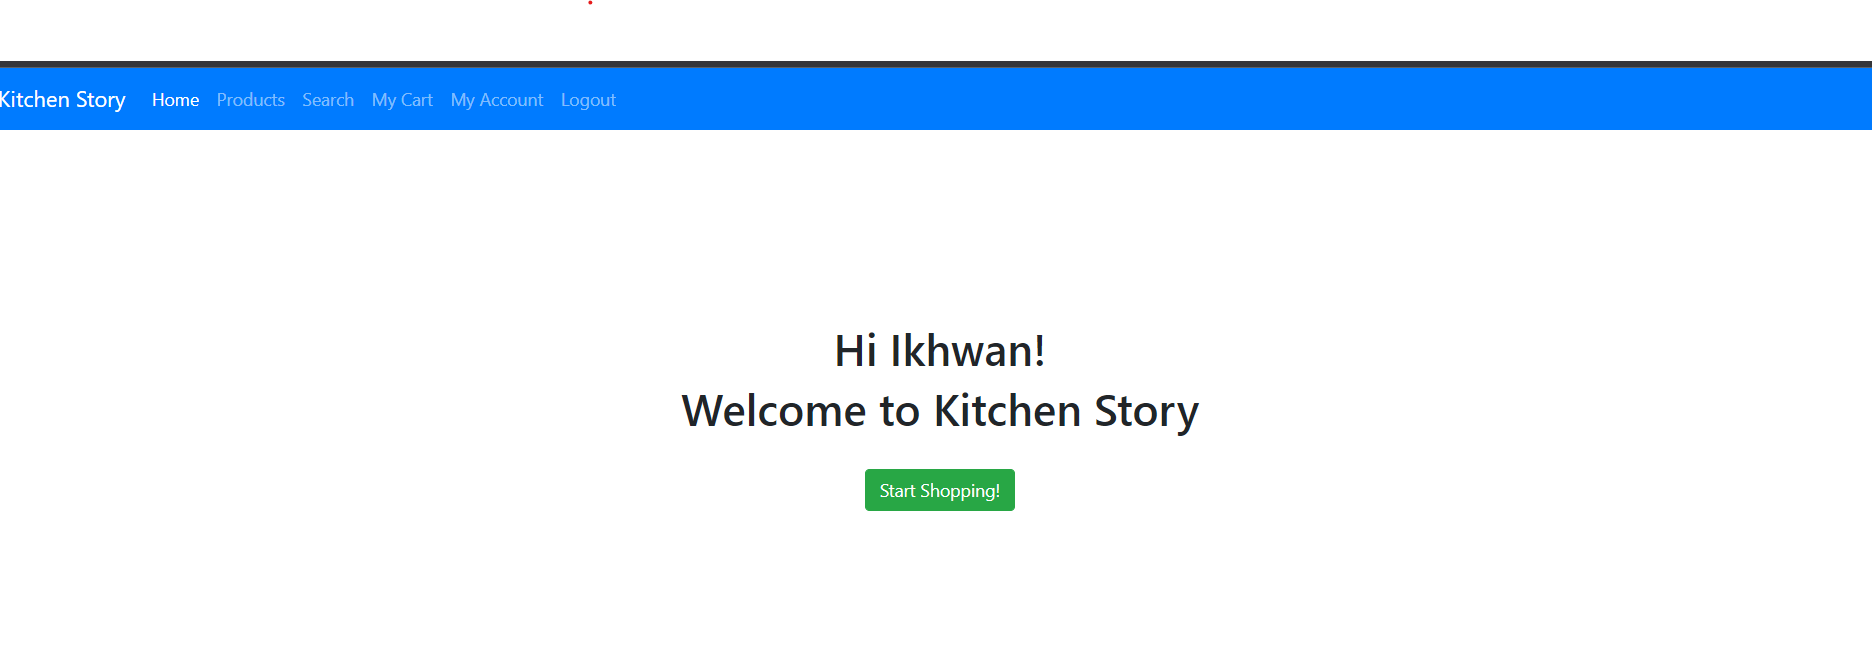 Kitchen Story Home Products Search My Cart My Account Logout
Hi Ikhwan!
Welcome to Kitchen Story
Start Shopping!